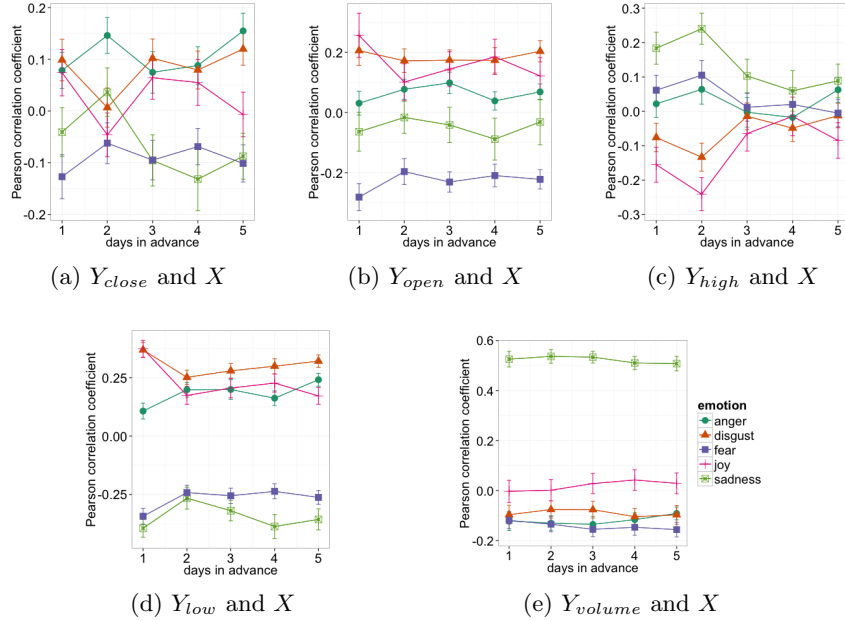 0.2
0.1
0.0
-0.1
-0.2
Pearson correlation coefficient
1 2 3 4 5
days in advance
(a) Y_close and X
0.2
0.0
-0.2
Pearson correlation coefficient
1 2 3 4 5
days in advance
(b) Y_open and X
0.3
0.2
0.1
0.0
-0.1
-0.2
-0.3
Pearson correlation coefficient
1 2 3 4 5
days in advance
(c) Y_high and X
0.25
0.00
-0.25
Pearson correlation coefficient
1 2 3 4 5
days in advance
(d) Y_low and X
0.6
0.4
0.2
0.0
-0.2
Pearson correlation coefficient
1 2 3 4 5
days in advance
(e) Y_volume and X
emotion
anger
disgust
fear
joy
sadness